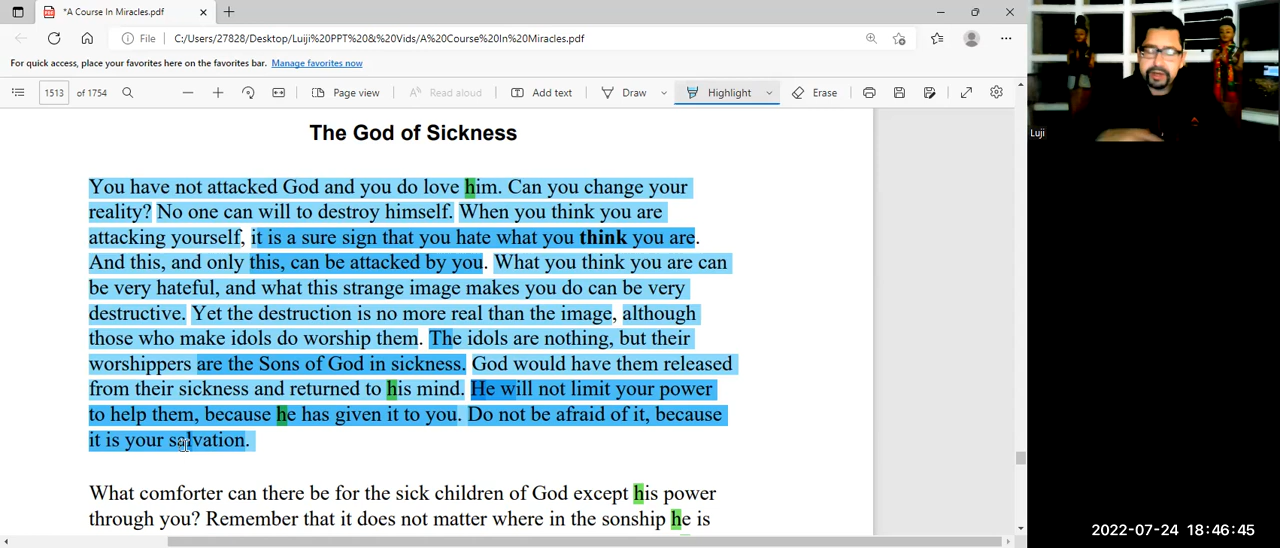 *A Course In Miracles.pdf
File
C:/Users/27828/Desktop/Luiji%20PPT%20&%20Vids/A%20Course%20In%20Miracles.pdf
For quick access, place your favorites here on the favorites bar. Manage favorites now
1513 of 1754
Page view
Read aloud
Add text
Draw
Highlight
Erase
Luji
The God of Sickness
You have not attacked God and you do love him. Can you change your
reality? No one can will to destroy himself. When you think you are
attacking yourself, it is a sure sign that you hate what you think you are.
And this, and only this, can be attacked by you. What you think you are can
be very hateful, and what this strange image makes you do can be very
destructive. Yet the destruction is no more real than the image, although
those who make idols do worship them. The idols are nothing, but their
worshippers are the Sons of God in sickness. God would have them released
from their sickness and returned to his mind. He will not limit your power
to help them, because he has given it to you. Do not be afraid of it, because
it is your salvation.
What comforter can there be for the sick children of God except his power
through you? Remember that it does not matter where in the sonship he is
2022-07-24 18:46:45